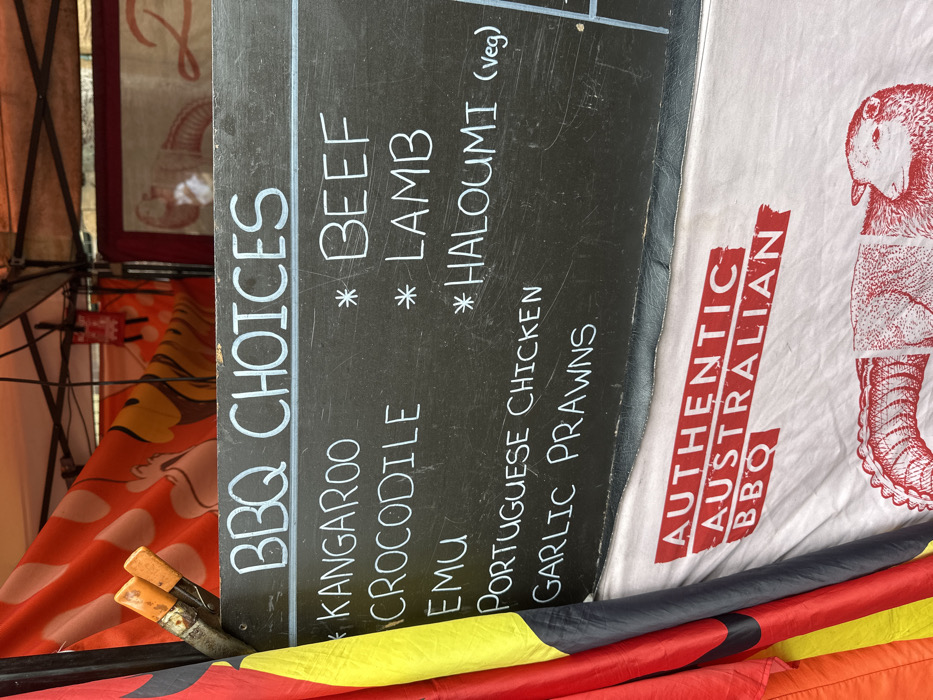 BBQ CHOICES
* KANGAROO * BEEF
CROCODILE * LAMB
EMU * HALOUMI (veg)
PORTUGUESE CHICKEN
GARLIC PRAWNS
AUTHENTIC
AUSTRALIAN
BBQ